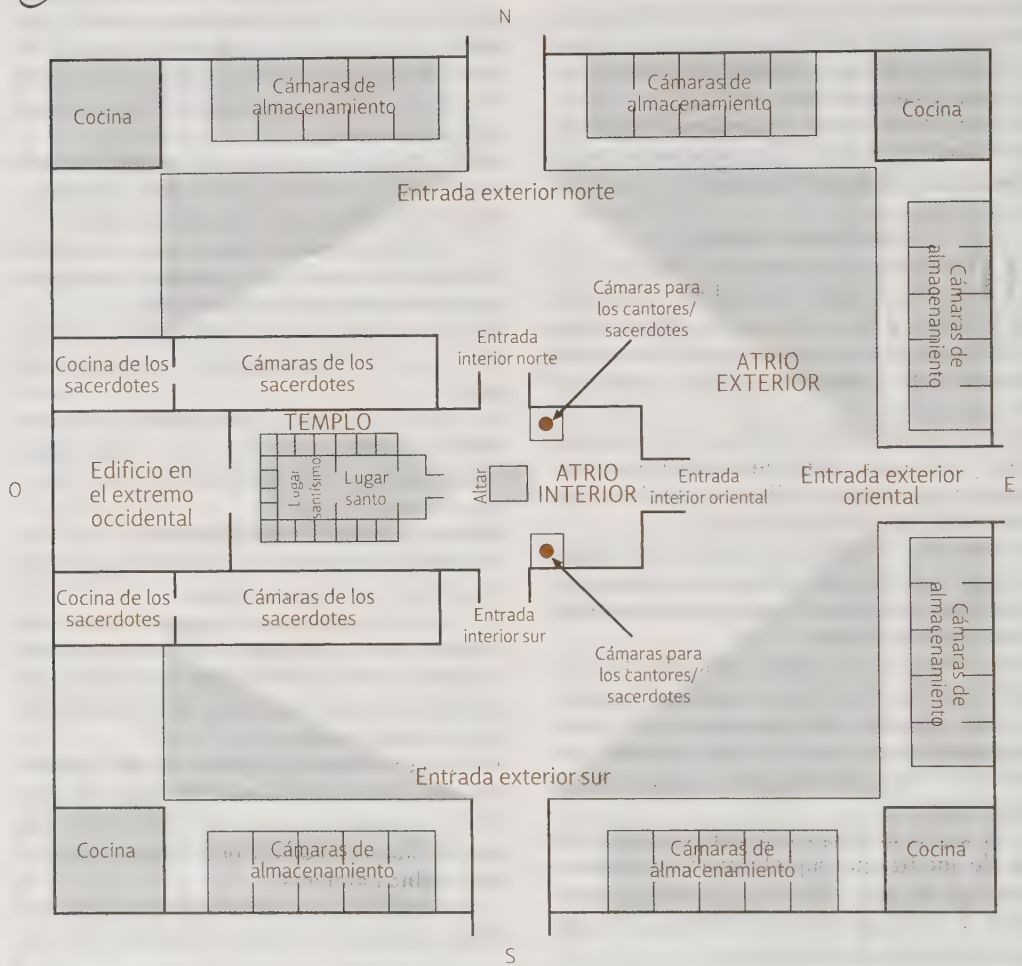 N
Cocina
Cámaras de
almacenamiento
Cámaras de
almacenamiento
Cocina
Entrada exterior norte
Cámaras de
almacenamiento
Cámaras para
los cantores/
sacerdotes
Entrada
interior norte
ATRIO
EXTERIOR
Cocina de los
sacerdotes
Cámaras de los
sacerdotes
TEMPLO
O
Edificio en
el extremo
occidental
Lugar
santísimo
Lugar
santo
Altar
ATRIO
INTERIOR
Entrada
interior oriental
Entrada exterior
oriental
E
Cocina de los
sacerdotes
Cámaras de los
sacerdotes
Entrada
interior sur
Cámaras para
los cantores/
sacerdotes
Cámaras de
almacenamiento
Entrada exterior sur
Cocina
Cámaras de
almacenamiento
Cámaras de
almacenamiento
Cocina
S